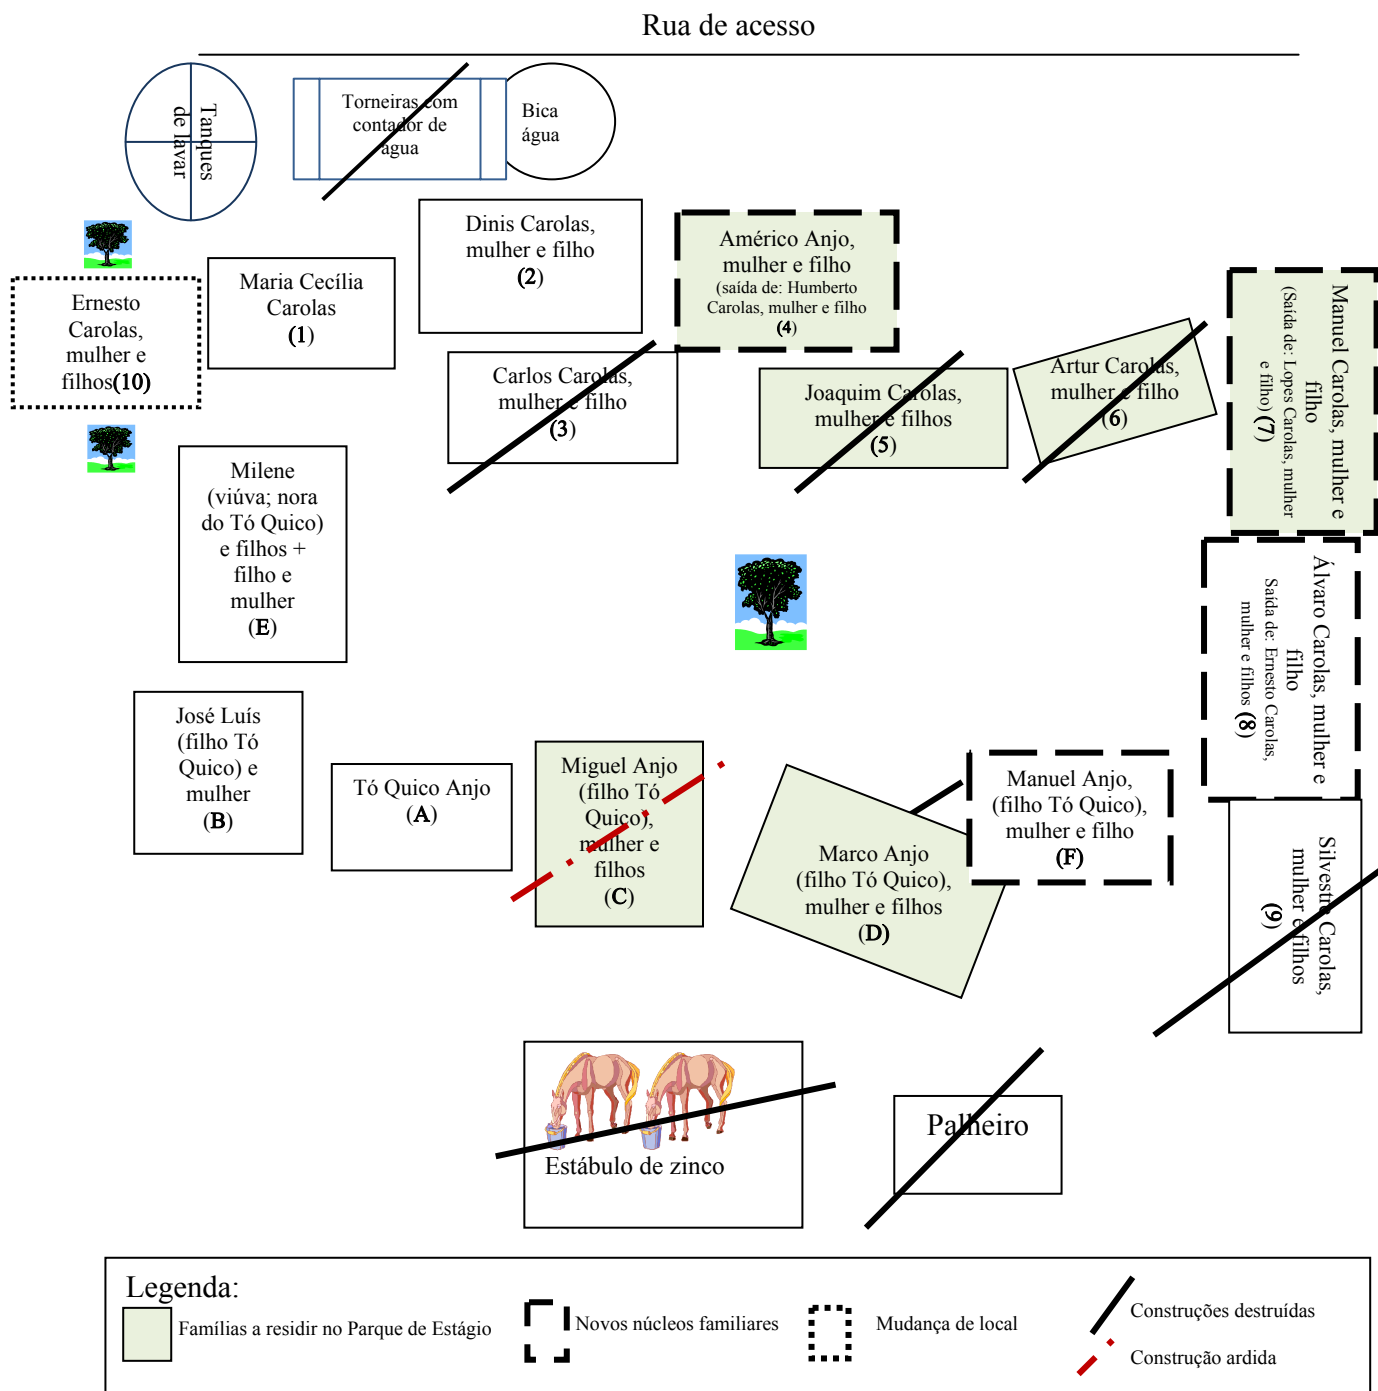 Rua de acesso
Tanques
de lavar
Torneiras com
contador de
água
Bica
água
Dinis Carolas,
mulher e filho
(2)
Américo Anjo,
mulher e filho
(saída de: Humberto
Carolas, mulher e filho
(4)
Maria Cecília
Carolas
(1)
Ernesto
Carolas,
mulher e
filhos(10)
Carlos Carolas,
mulher e filho
(3)
Joaquim Carolas,
mulher e filhos
(5)
Artur Carolas,
mulher e filho
(6)
Manuel Carolas, mulher e
filho
(Saída de: Lopes Carolas, mulher
e filho) (7)
Milene
(viúva; nora
do Tó Quico)
e filhos +
filho e
mulher
(E)
Álvaro Carolas, mulher e
filho
Saída de: Ernesto Carolas,
mulher e filhos (8)
José Luís
(filho Tó
Quico) e
mulher
(B)
Tó Quico Anjo
(A)
Miguel Anjo
(filho Tó
Quico),
mulher e
filhos
(C)
Marco Anjo
(filho Tó Quico),
mulher e filhos
(D)
Manuel Anjo,
(filho Tó Quico),
mulher e filho
(F)
Silvestre Carolas,
mulher e filhos
(9)
Estábulo de zinco
Palheiro
Legenda:
Famílias a residir no Parque de Estágio
Novos núcleos familiares
Mudança de local
Construções destruídas
Construção ardida